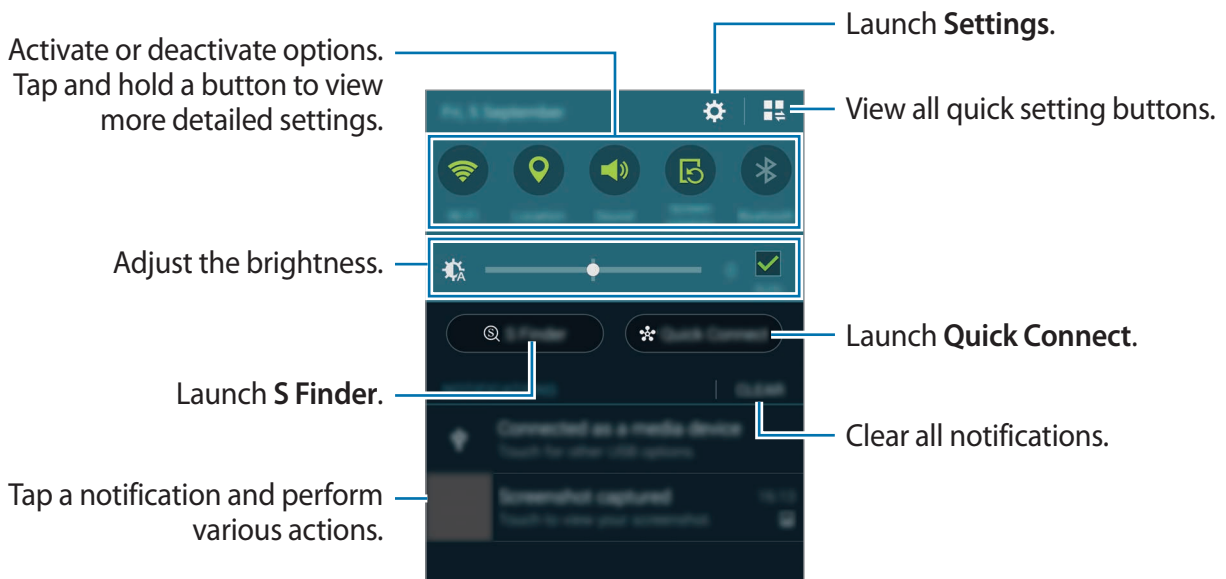 Launch Settings.
Activate or deactivate options.
Tap and hold a button to view
more detailed settings.
View all quick setting buttons.
Fri, 5 September
Adjust the brightness.
S Finder
Quick Connect
Launch Quick Connect.
Launch S Finder.
CLEAR
Clear all notifications.
Connected as a media device
Touch for other USB options
Tap a notification and perform
various actions.
Screenshot captured
Touch to view your screenshot.